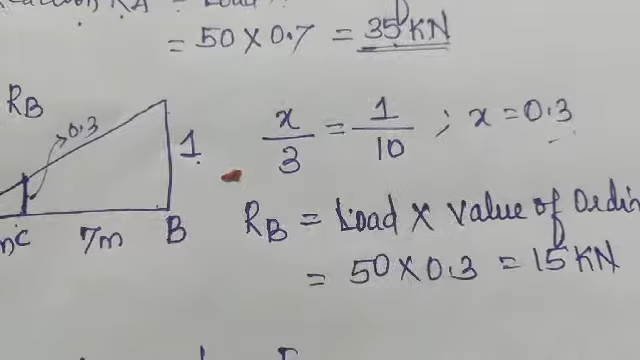 = 50 × 0.7 = 35 KN
RB
0.3
1
x/3 = 1/10 ; x = 0.3
C 7m B
RB = Load × Value of Ordin
= 50 × 0.3 = 15 KN